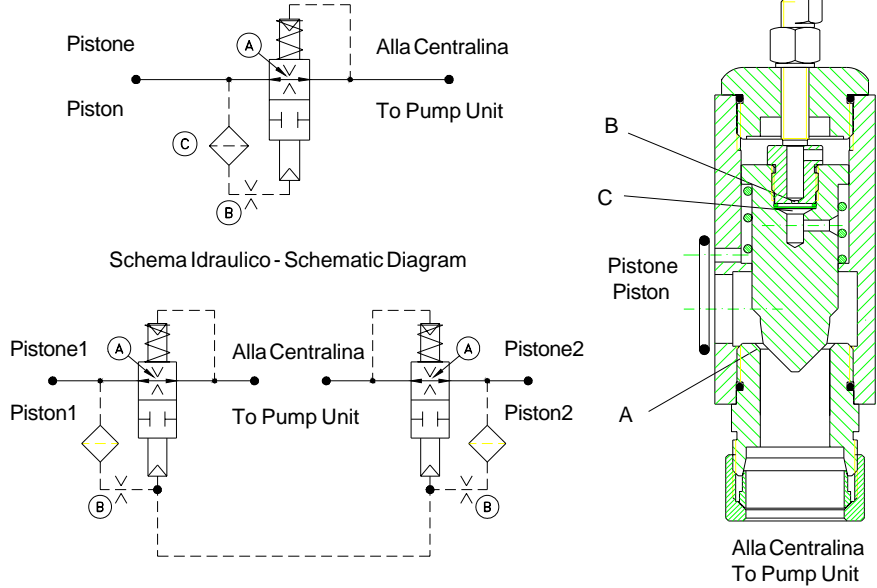 Pistone
A
Alla Centralina
Piston
To Pump Unit
C
B
Schema Idraulico - Schematic Diagram
Pistone1
A
Alla Centralina
A
Pistone2
Piston1
To Pump Unit
Piston2
B
B
B
C
Pistone
Piston
A
Alla Centralina
To Pump Unit